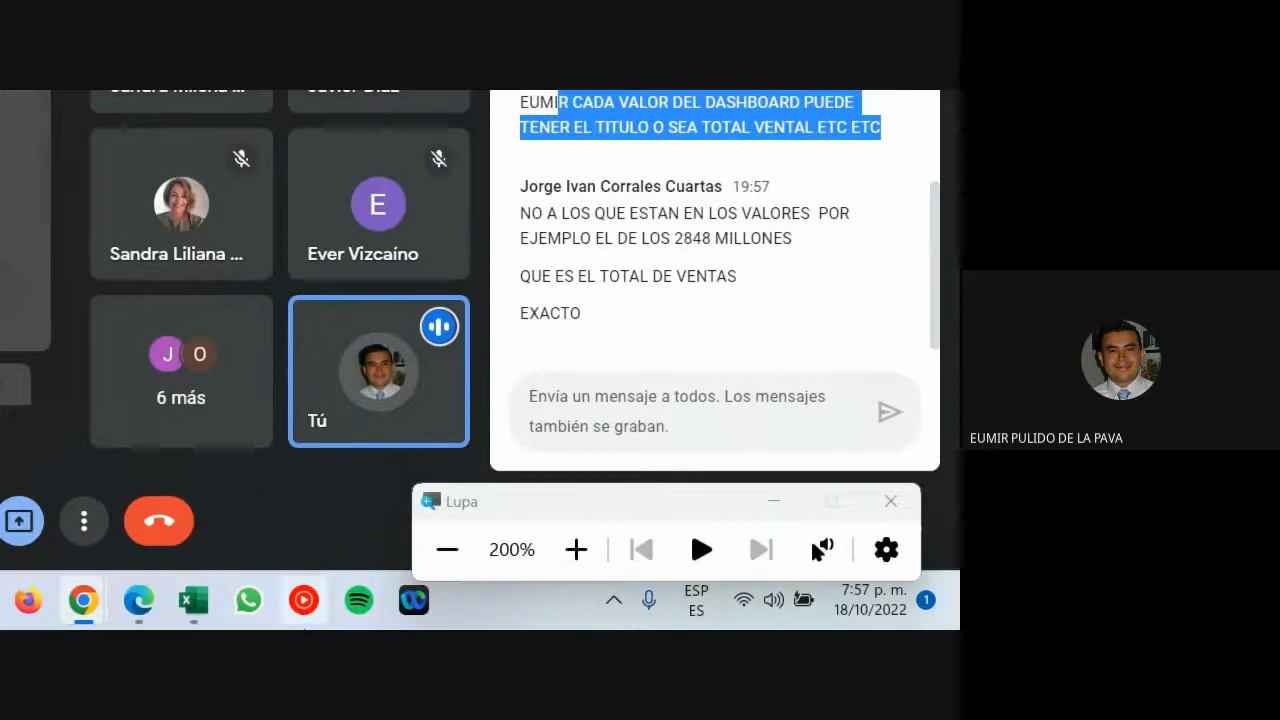 EUMIR CADA VALOR DEL DASHBOARD PUEDE
TENER EL TITULO O SEA TOTAL VENTAL ETC ETC
Jorge Ivan Corrales Cuartas 19:57
NO A LOS QUE ESTAN EN LOS VALORES POR
EJEMPLO EL DE LOS 2848 MILLONES
QUE ES EL TOTAL DE VENTAS
EXACTO
Envía un mensaje a todos. Los mensajes
también se graban.
E
Sandra Liliana ...
Ever Vizcaíno
J O
6 más
Tú
EUMIR PULIDO DE LA PAVA
Lupa
200%
ESP
ES
7:57 p. m.
18/10/2022
1